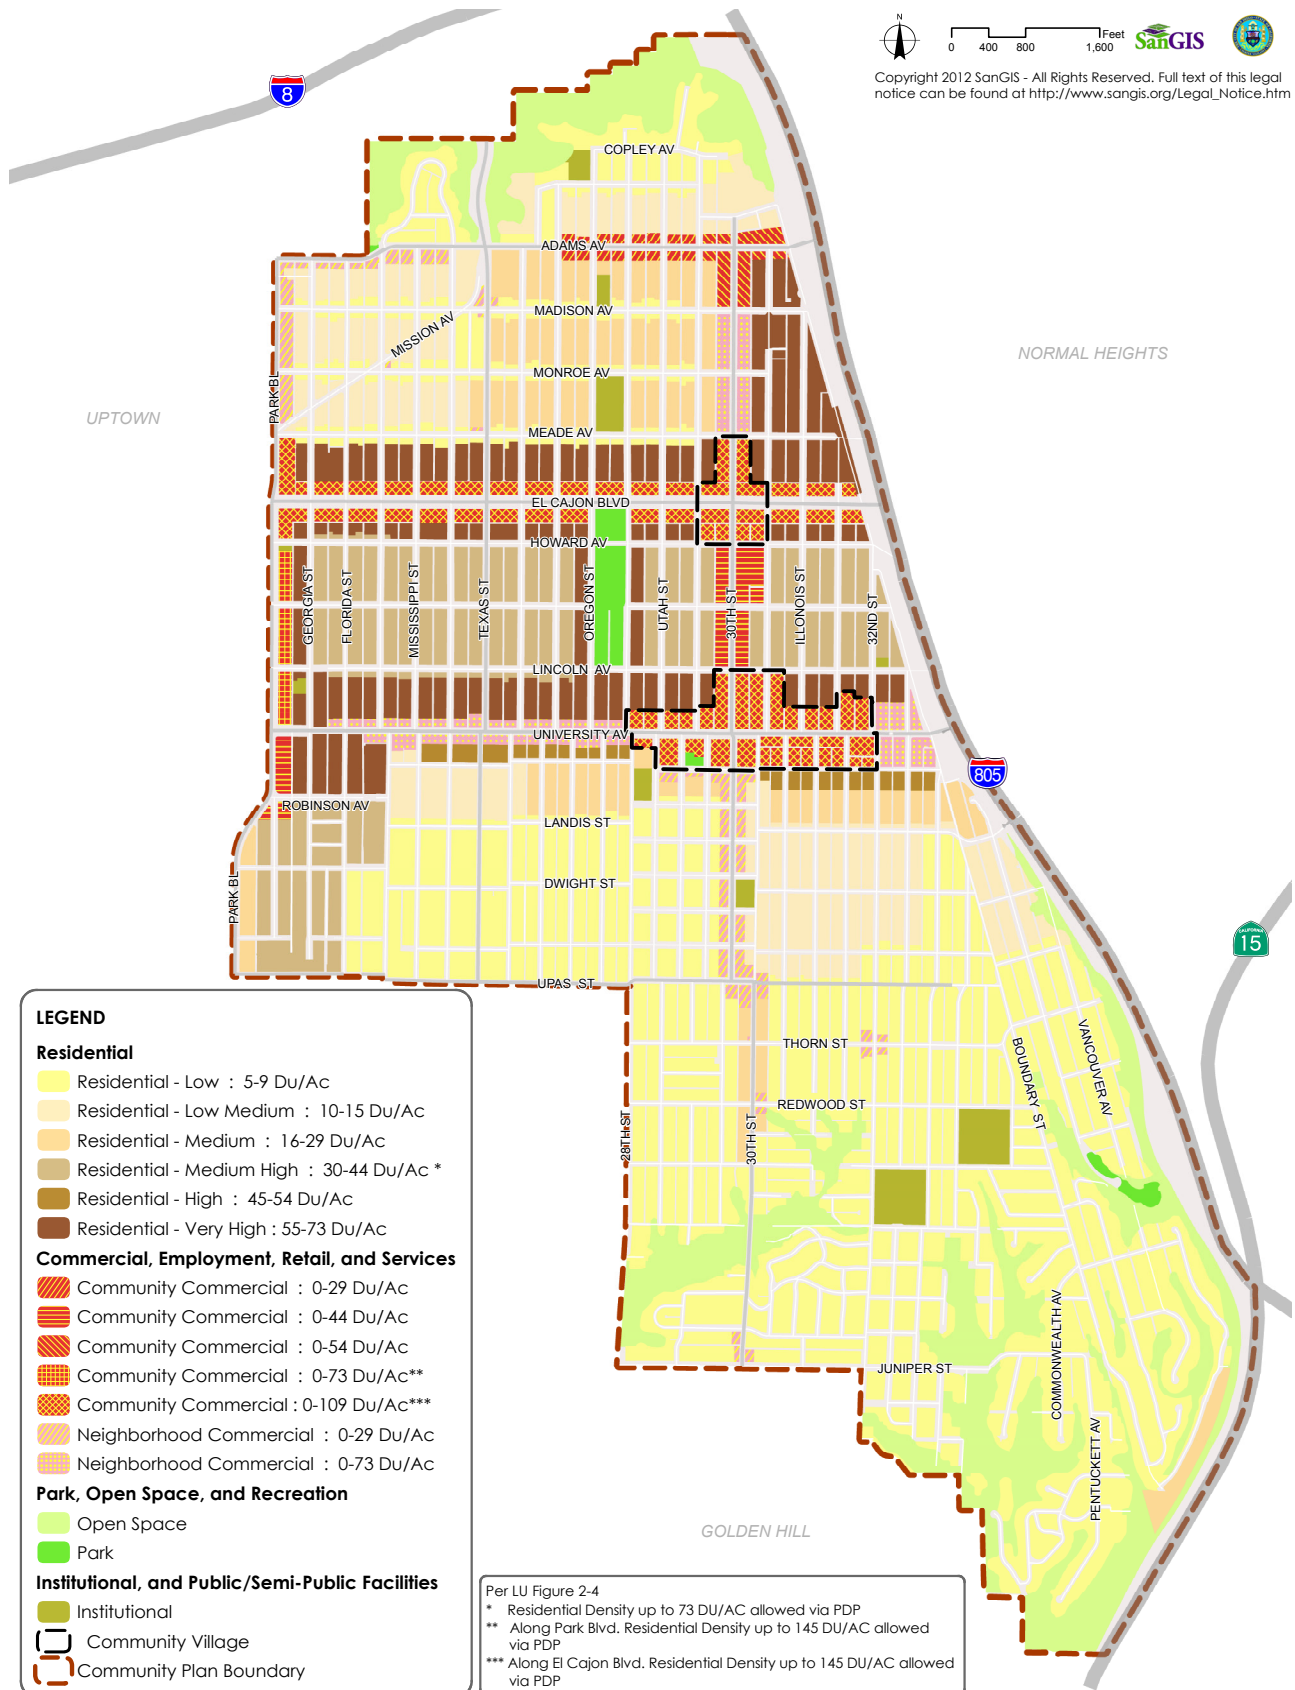 N
0 400 800 1,600
Feet
SanGIS
Copyright 2012 SanGIS - All Rights Reserved. Full text of this legal
notice can be found at http://www.sangis.org/Legal_Notice.htm
8
COPLEY AV
ADAMS AV
MADISON AV
MISSION AV
NORMAL HEIGHTS
MONROE AV
PARK BL
UPTOWN
MEADE AV
EL CAJON BLVD
HOWARD AV
GEORGIA ST
FLORIDA ST
MISSISSIPPI ST
TEXAS ST
OREGON ST
UTAH ST
30TH ST
ILLINOIS ST
32ND ST
LINCOLN AV
UNIVERSITY AV
805
ROBINSON AV
LANDIS ST
DWIGHT ST
PARK BL
CALIFORNIA
15
UPAS ST
THORN ST
BOUNDARY ST
VANCOUVER AV
REDWOOD ST
28TH ST
30TH ST
JUNIPER ST
COMMONWEALTH AV
PENTUCKETT AV
GOLDEN HILL
LEGEND
Residential
Residential - Low : 5-9 Du/Ac
Residential - Low Medium : 10-15 Du/Ac
Residential - Medium : 16-29 Du/Ac
Residential - Medium High : 30-44 Du/Ac *
Residential - High : 45-54 Du/Ac
Residential - Very High : 55-73 Du/Ac
Commercial, Employment, Retail, and Services
Community Commercial : 0-29 Du/Ac
Community Commercial : 0-44 Du/Ac
Community Commercial : 0-54 Du/Ac
Community Commercial : 0-73 Du/Ac**
Community Commercial : 0-109 Du/Ac***
Neighborhood Commercial : 0-29 Du/Ac
Neighborhood Commercial : 0-73 Du/Ac
Park, Open Space, and Recreation
Open Space
Park
Institutional, and Public/Semi-Public Facilities
Institutional
Community Village
Community Plan Boundary
Per LU Figure 2-4
* Residential Density up to 73 DU/AC allowed via PDP
** Along Park Blvd. Residential Density up to 145 DU/AC allowed
via PDP
*** Along El Cajon Blvd. Residential Density up to 145 DU/AC allowed
via PDP